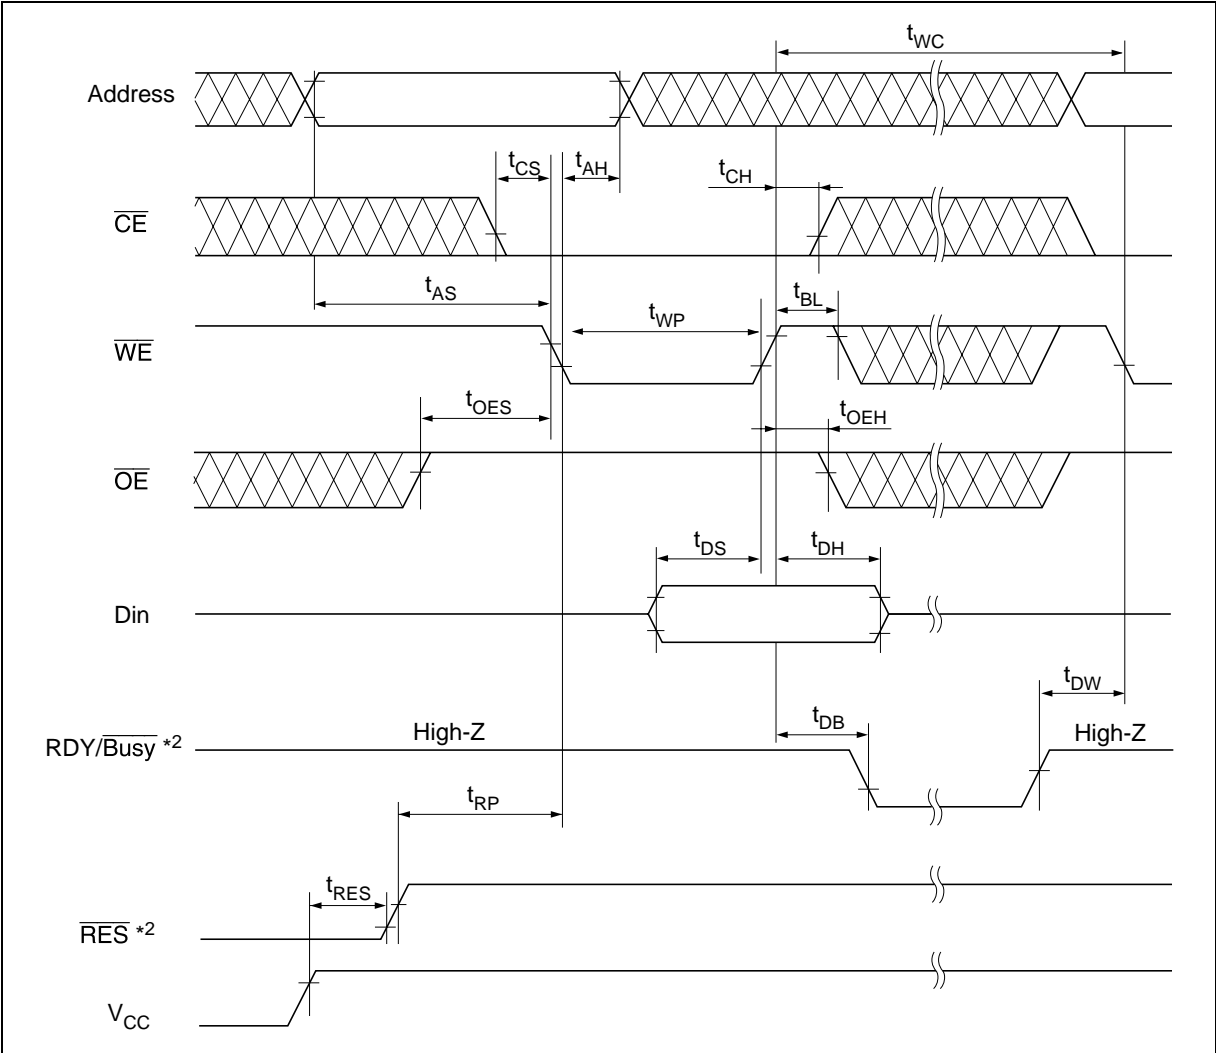 tWC
Address
tCS
tAH
tCH
CE
tAS
tBL
tWP
WE
tOES
tOEH
OE
tDS
tDH
Din
tDW
tDB
RDY/Busy *2
High-Z
High-Z
tRP
tRES
RES *2
VCC